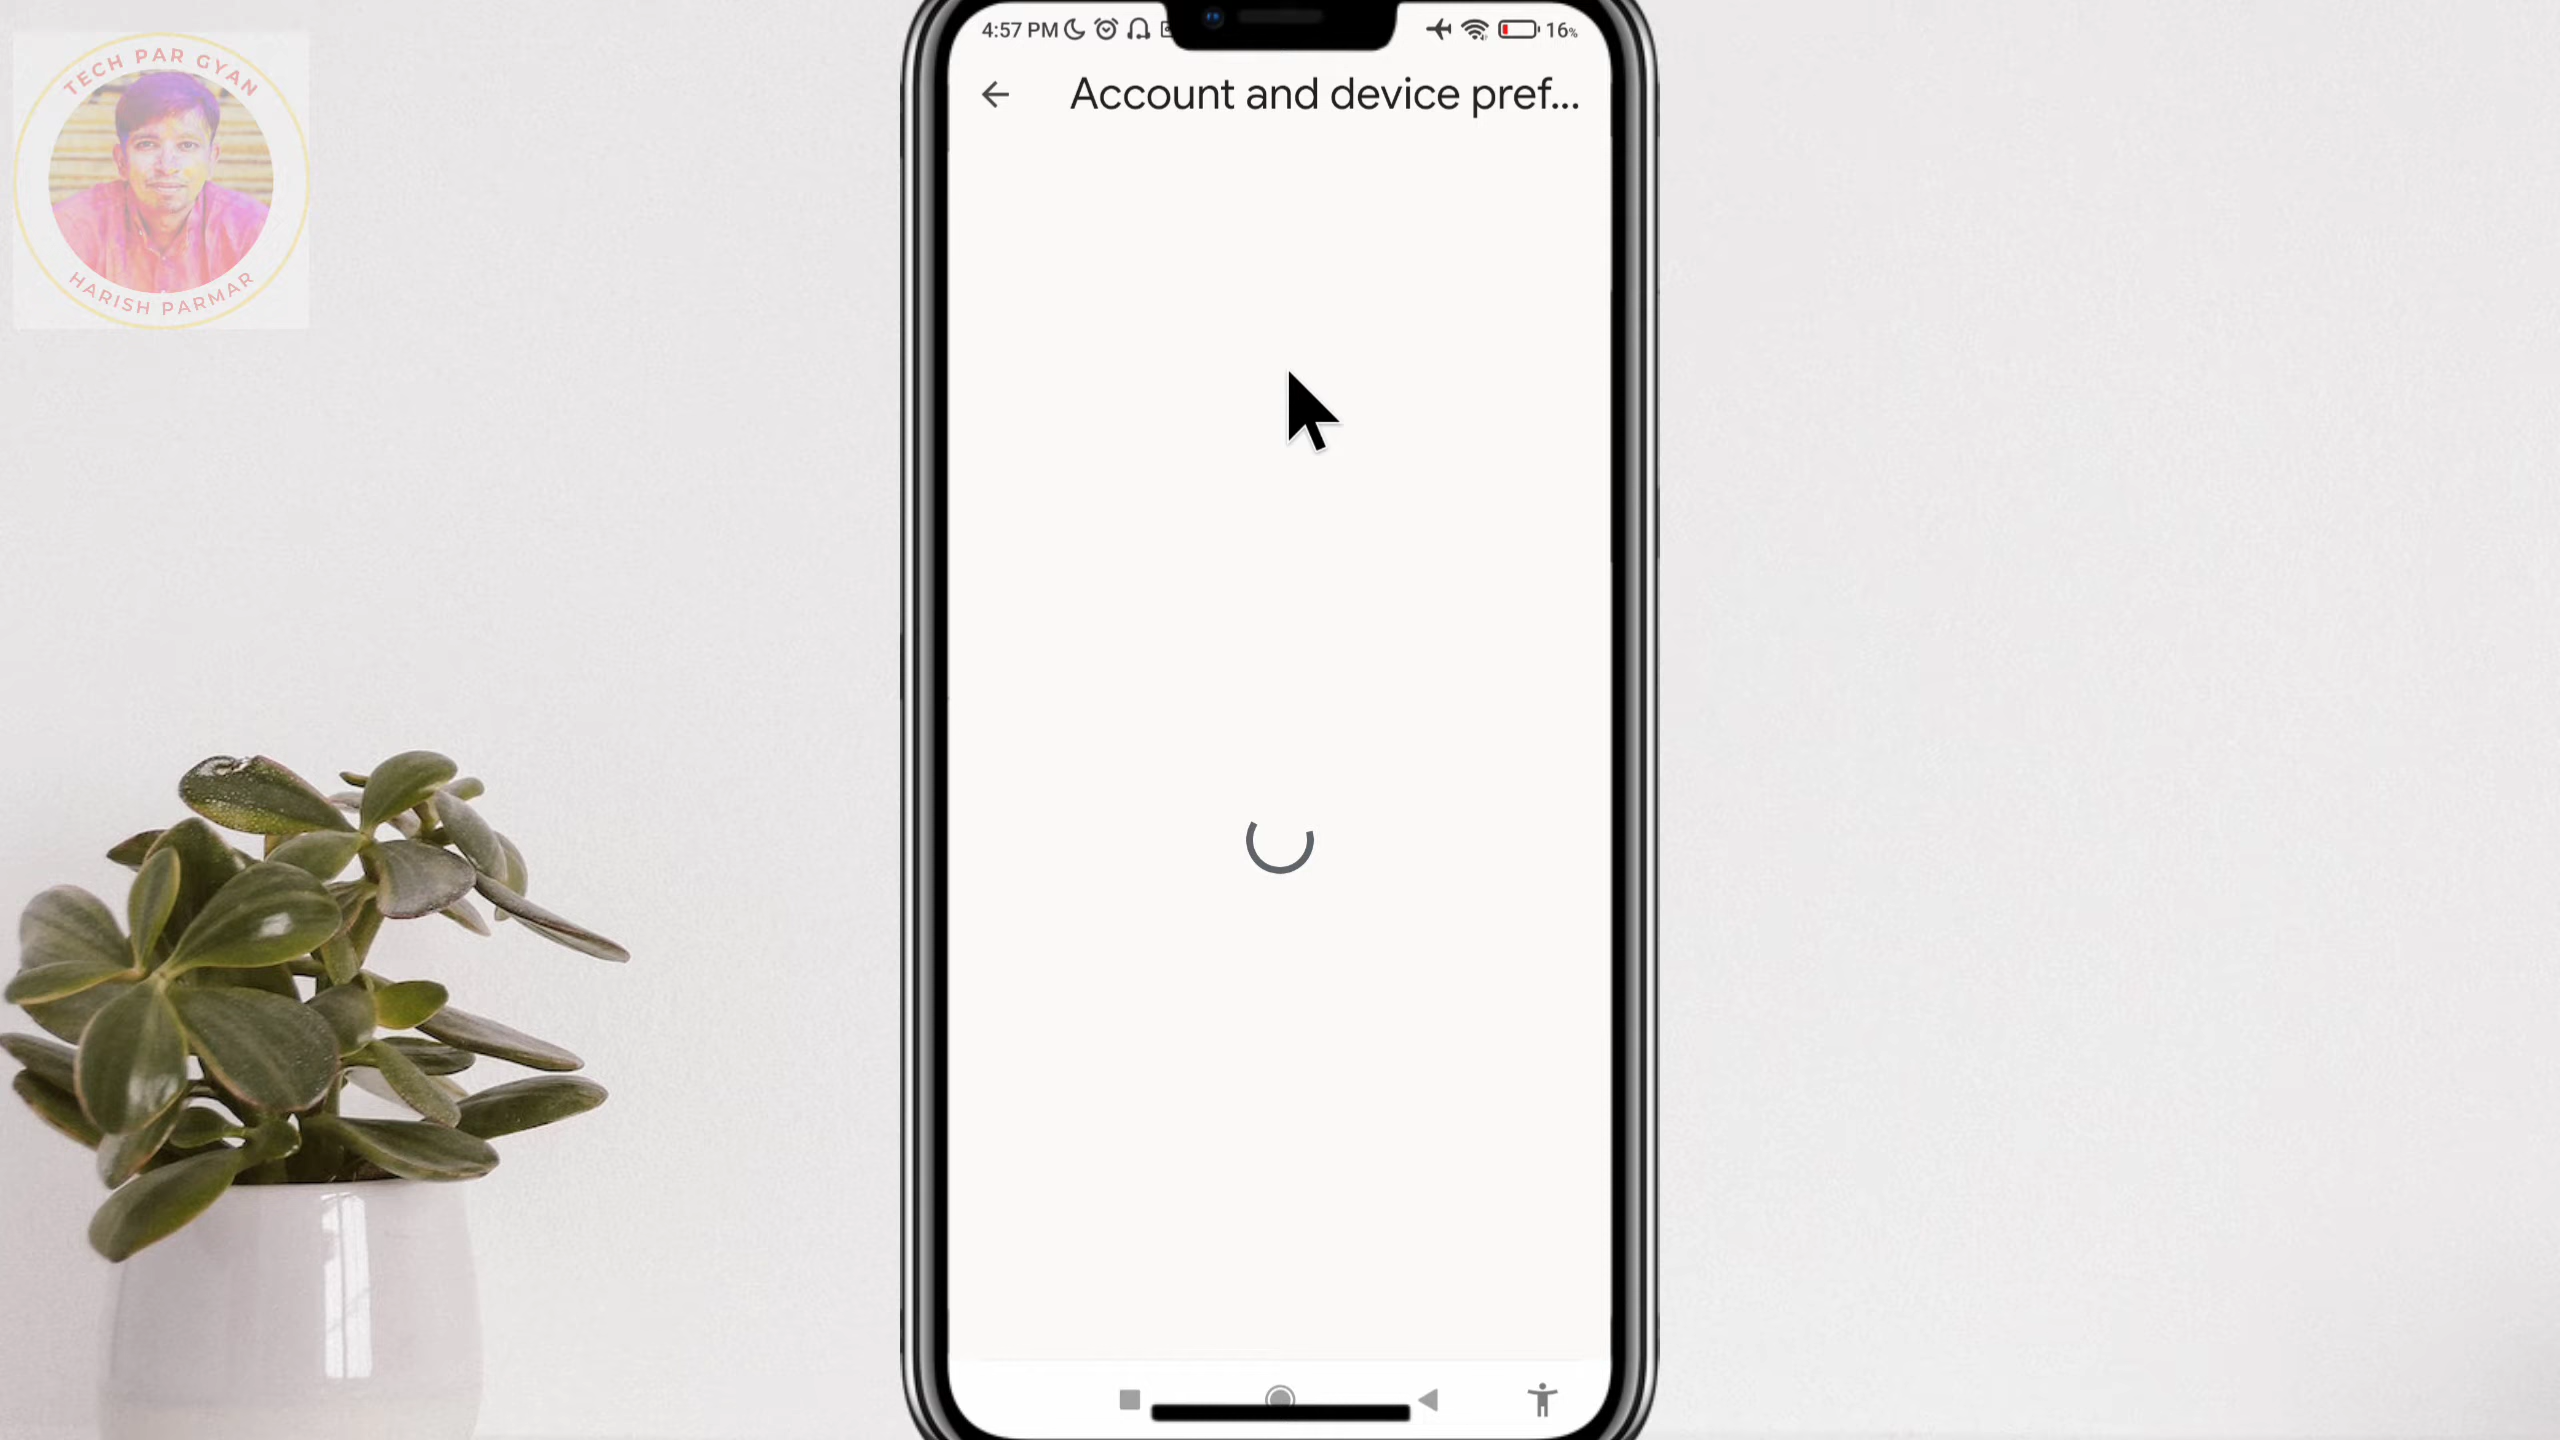 TECH PAR GYAN
HARISH PARMAR
4:57 PM
16%
Account and device pref...